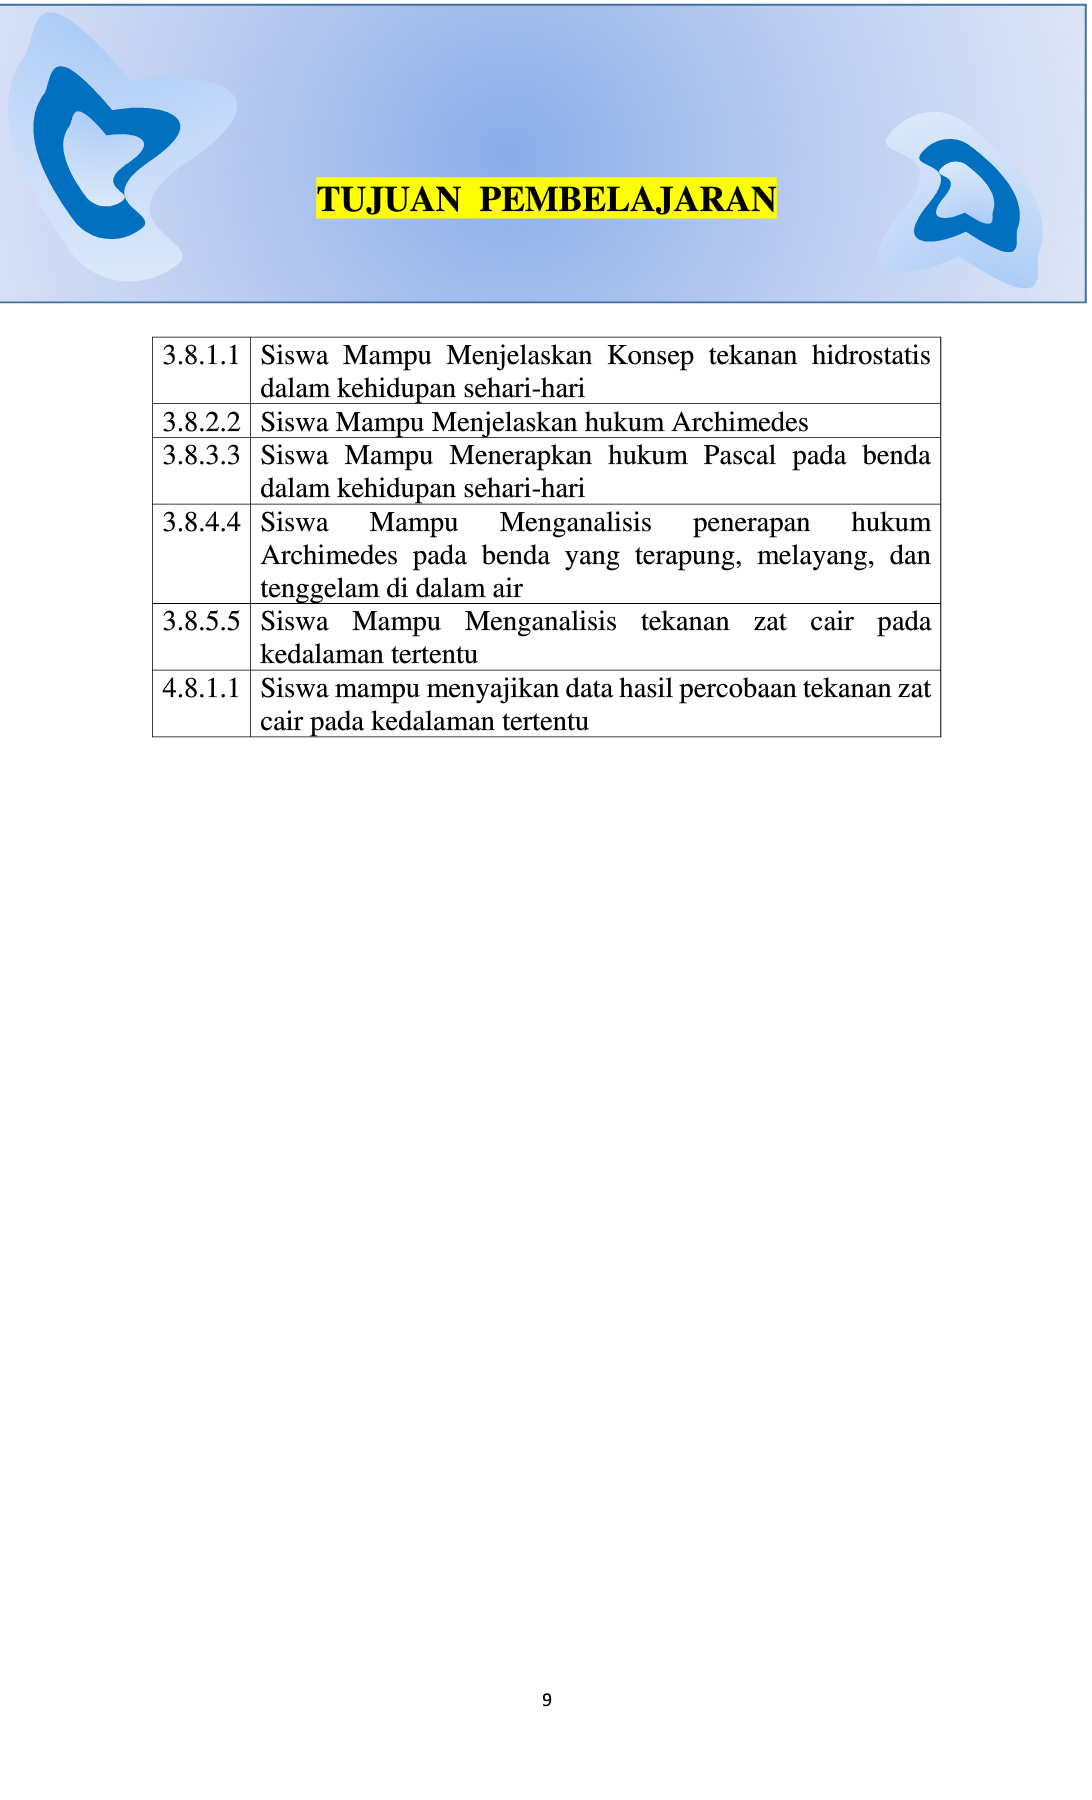 TUJUAN PEMBELAJARAN
3.8.1.1 Siswa Mampu Menjelaskan Konsep tekanan hidrostatis
dalam kehidupan sehari-hari
3.8.2.2 Siswa Mampu Menjelaskan hukum Archimedes
3.8.3.3 Siswa Mampu Menerapkan hukum Pascal pada benda
dalam kehidupan sehari-hari
3.8.4.4 Siswa Mampu Menganalisis penerapan hukum
Archimedes pada benda yang terapung, melayang, dan
tenggelam di dalam air
3.8.5.5 Siswa Mampu Menganalisis tekanan zat cair pada
kedalaman tertentu
4.8.1.1 Siswa mampu menyajikan data hasil percobaan tekanan zat
cair pada kedalaman tertentu
9